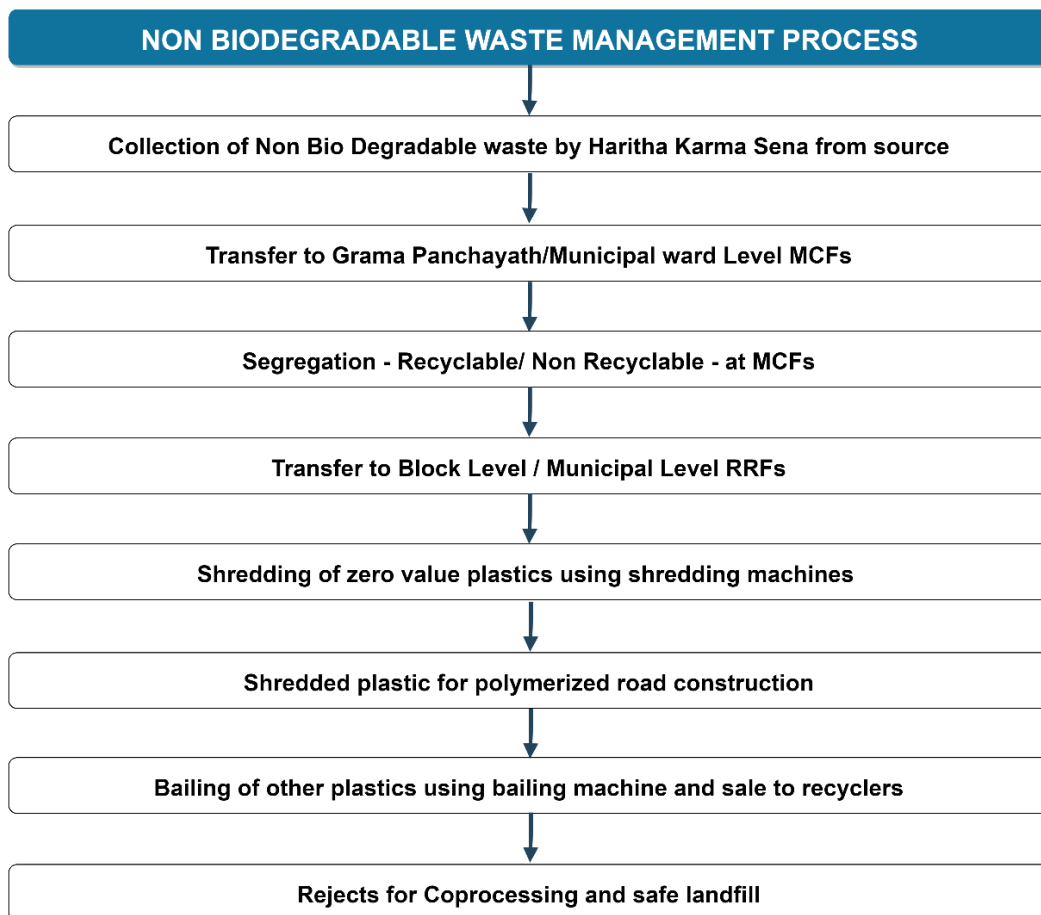 NON BIODEGRADABLE WASTE MANAGEMENT PROCESS
Collection of Non Bio Degradable waste by Haritha Karma Sena from source
Transfer to Grama Panchayath/Municipal ward Level MCFs
Segregation - Recyclable/ Non Recyclable - at MCFs
Transfer to Block Level / Municipal Level RRFs
Shredding of zero value plastics using shredding machines
Shredded plastic for polymerized road construction
Bailing of other plastics using bailing machine and sale to recyclers
Rejects for Coprocessing and safe landfill